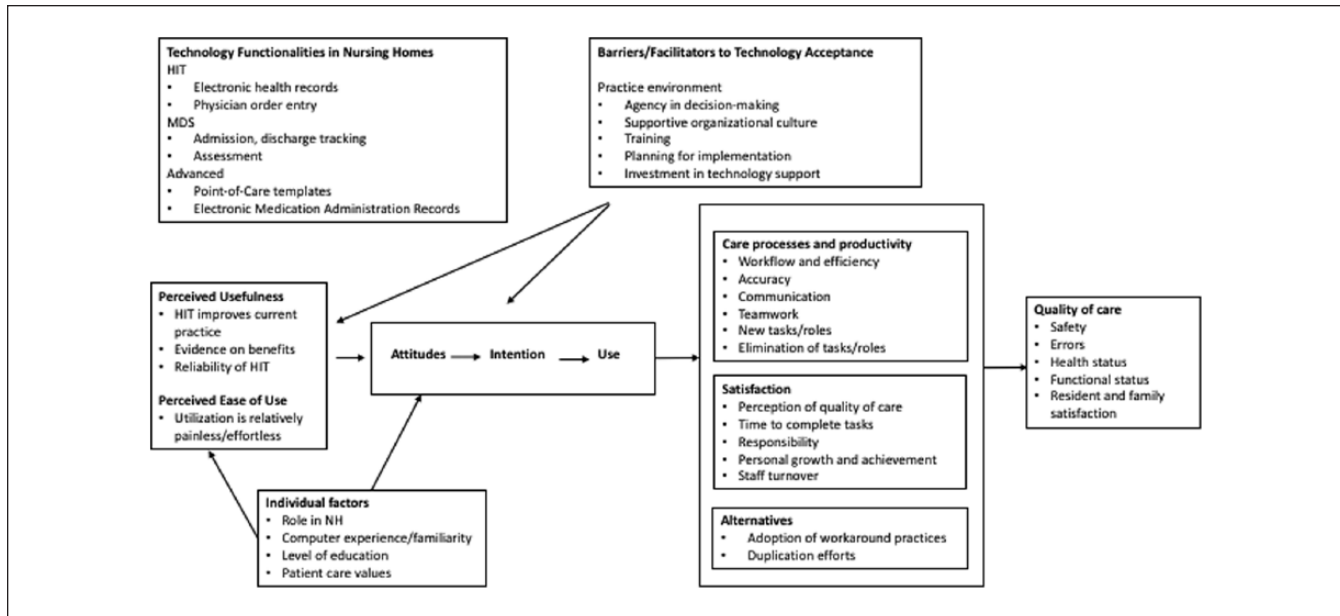 Technology Functionalities in Nursing Homes
HIT
• Electronic health records
• Physician order entry
MDS
• Admission, discharge tracking
• Assessment
Advanced
• Point-of-Care templates
• Electronic Medication Administration Records
Barriers/Facilitators to Technology Acceptance
Practice environment
• Agency in decision-making
• Supportive organizational culture
• Training
• Planning for implementation
• Investment in technology support
Perceived Usefulness
• HIT improves current
practice
• Evidence on benefits
• Reliability of HIT
Perceived Ease of Use
• Utilization is relatively
painless/effortless
Attitudes Intention Use
Individual factors
• Role in NH
• Computer experience/familiarity
• Level of education
• Patient care values
Care processes and productivity
• Workflow and efficiency
• Accuracy
• Communication
• Teamwork
• New tasks/roles
• Elimination of tasks/roles
Satisfaction
• Perception of quality of care
• Time to complete tasks
• Responsibility
• Personal growth and achievement
• Staff turnover
Alternatives
• Adoption of workaround practices
• Duplication efforts
Quality of care
• Safety
• Errors
• Health status
• Functional status
• Resident and family
satisfaction